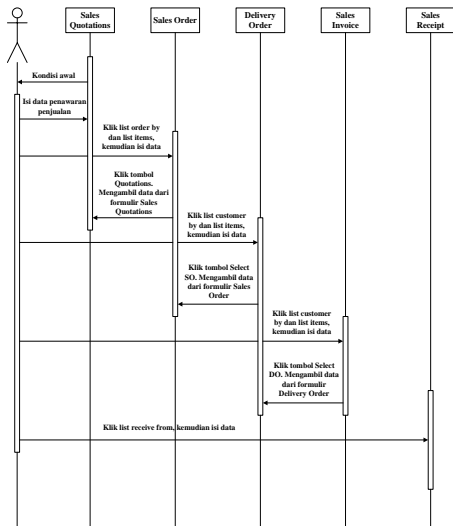 Sales
Quotations
Sales Order
Delivery
Order
Sales
Invoice
Sales
Receipt
Kondisi awal
Isi data penawaran
penjualan
Klik list order by
dan list items,
kemudian isi data
Klik tombol
Quotations.
Mengambil data dari
formulir Sales
Quotations
Klik list customer
by dan list items,
kemudian isi data
Klik tombol Select
SO. Mengambil data
dari formulir Sales
Order
Klik list customer
by dan list items,
kemudian isi data
Klik tombol Select
DO. Mengambil data
dari formulir
Delivery Order
Klik list receive from, kemudian isi data